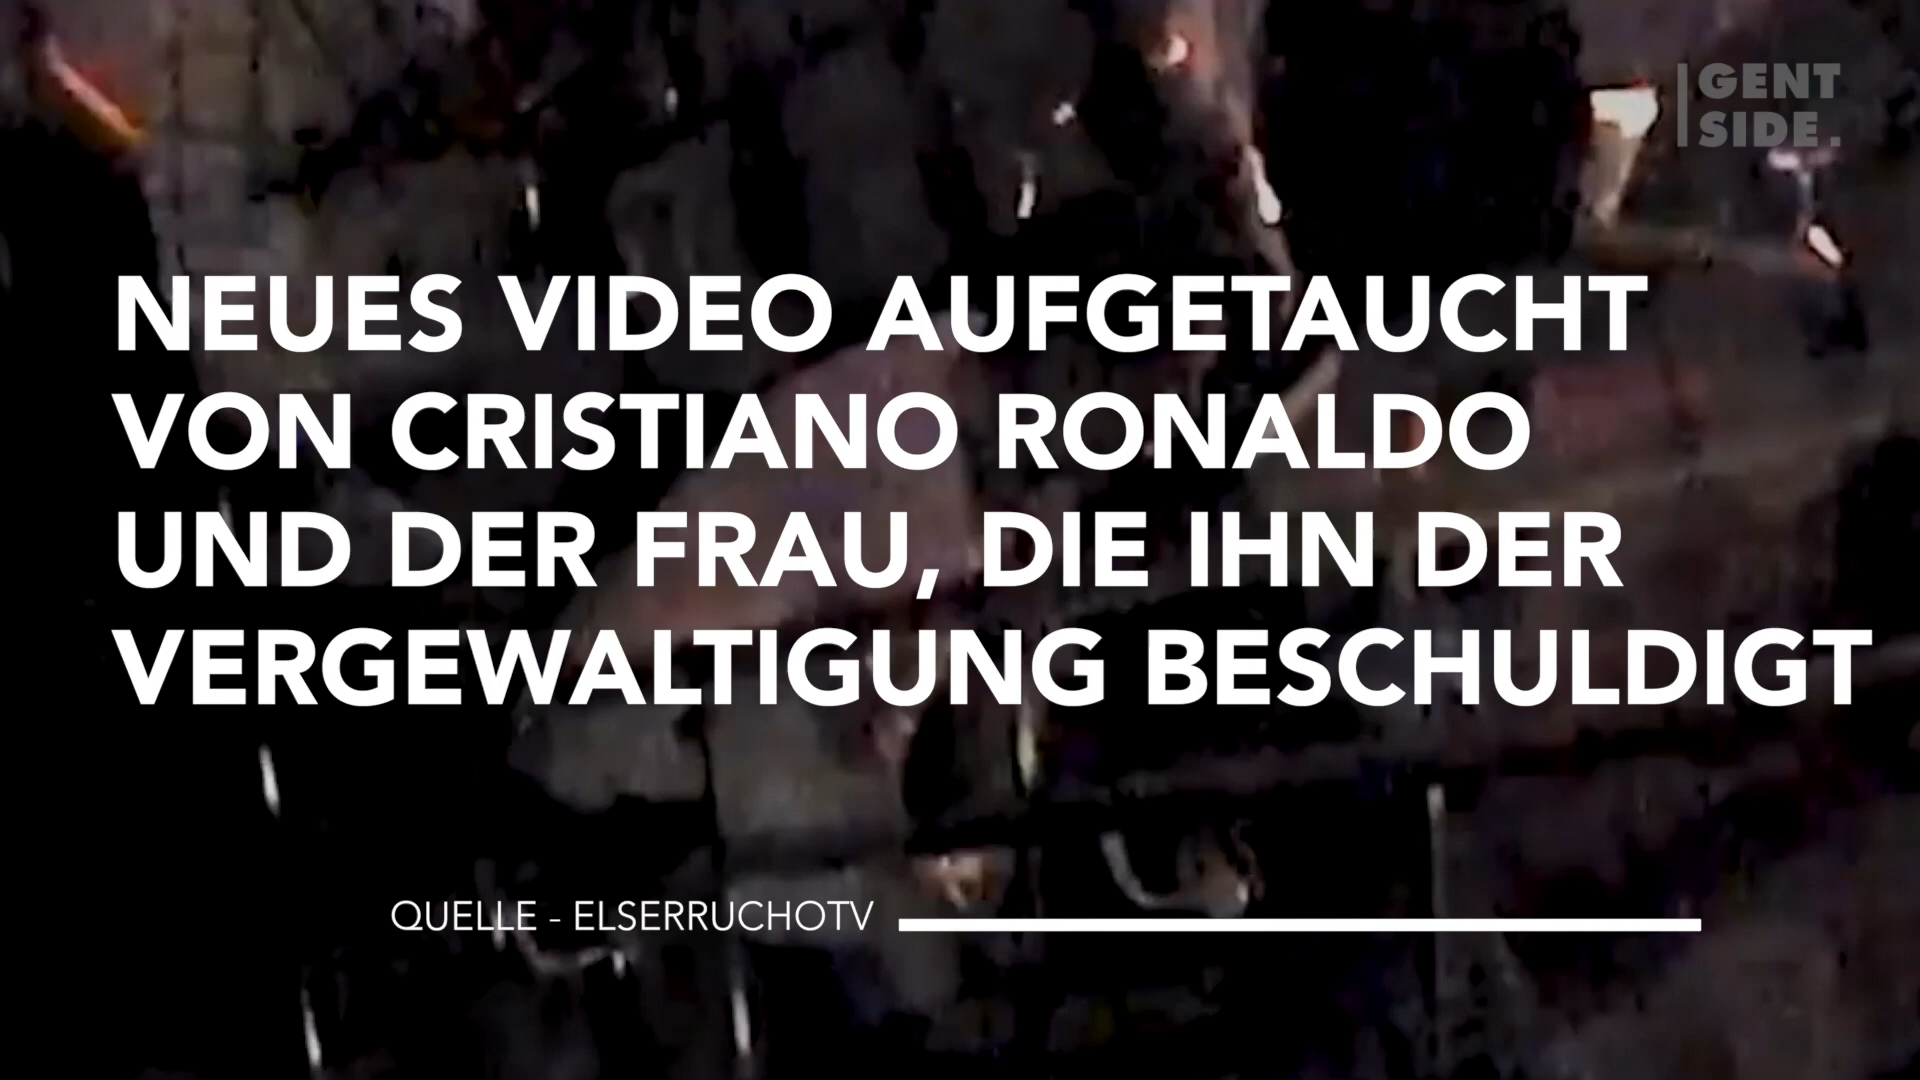 GENT
SIDE.
NEUES VIDEO AUFGETAUCHT
VON CRISTIANO RONALDO
UND DER FRAU, DIE IHN DER
VERGEWALTIGUNG BESCHULDIGT
QUELLE - ELSERRUCHOTV